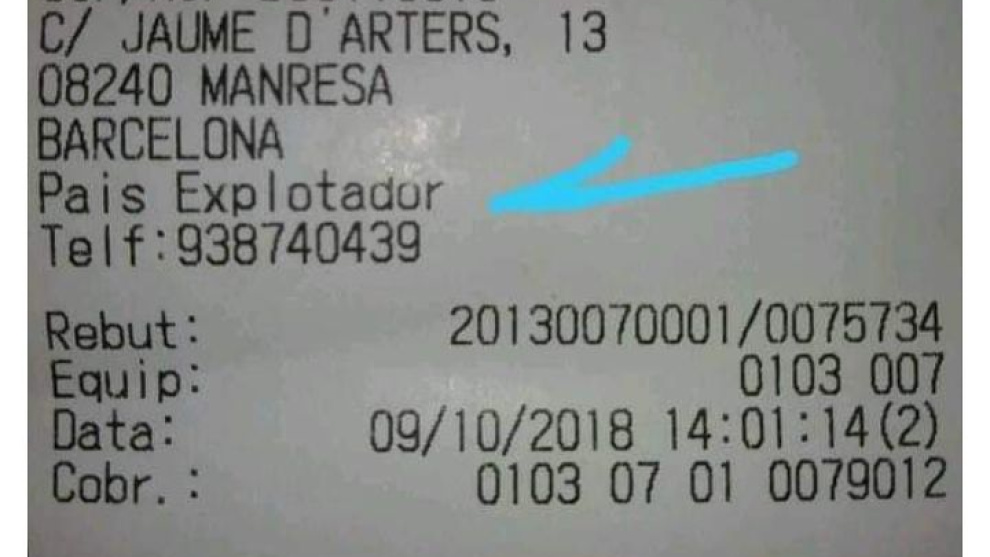 C/ JAUME D'ARTERS, 13
08240 MANRESA
BARCELONA
Pais Explotador
Telf:938740439
Rebut: 20130070001/0075734
Equip: 0103 007
Data: 09/10/2018 14:01:14(2)
Cobr.: 0103 07 01 0079012